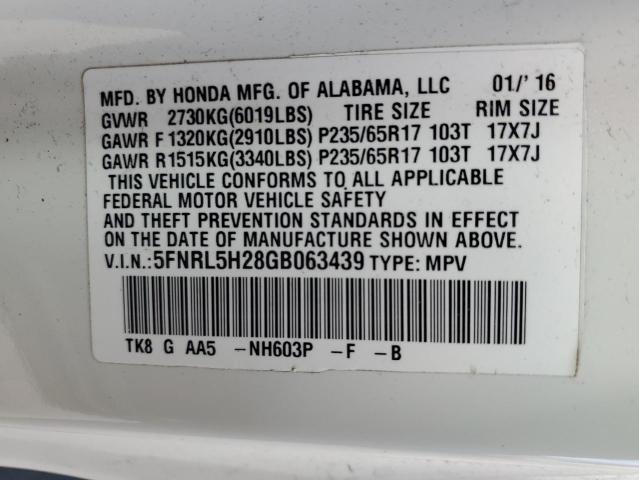 MFD. BY HONDA MFG. OF ALABAMA, LLC 01/'16
GVWR 2730KG(6019LBS) TIRE SIZE RIM SIZE
GAWR F1320KG(2910LBS)P235/65R17 103T 17X7J
GAWR R1515KG(3340LBS)P235/65R17 103T 17X7J
THIS VEHICLE CONFORMS TO ALL APPLICABLE
FEDERAL MOTOR VEHICLE SAFETY
AND THEFT PREVENTION STANDARDS IN EFFECT
ON THE DATE OF MANUFACTURE SHOWN ABOVE.
V.I.N.:5FNRL5H28GB063439 TYPE: MPV
TK8 G AA5 -NH603P -F -B